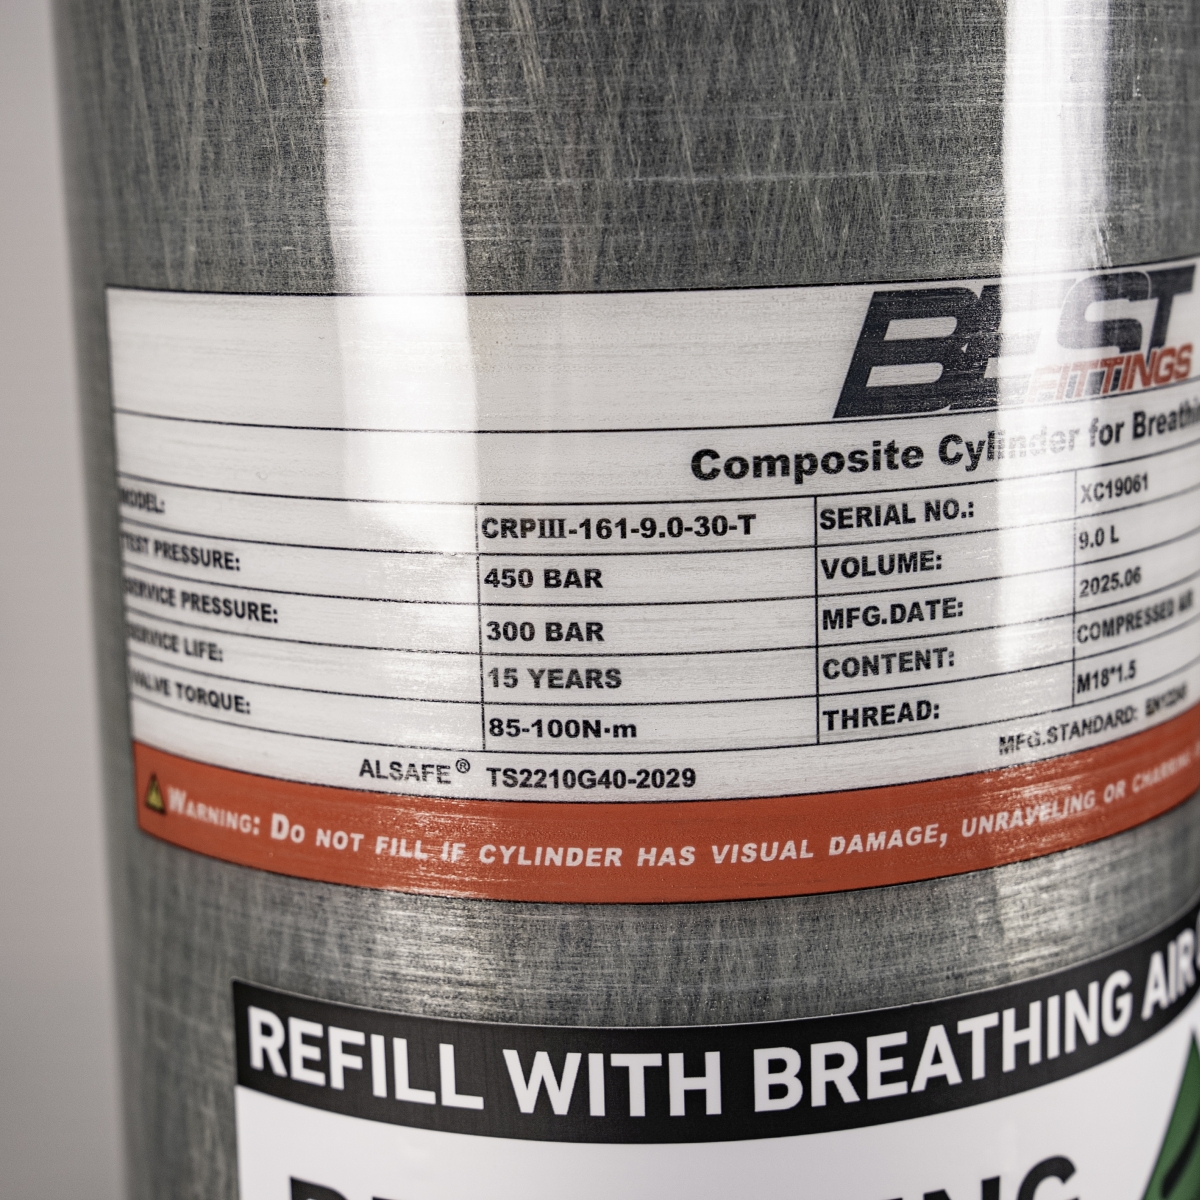 BEST
FITTINGS
Composite Cylinder for
MODEL: CRPIII-161-9.0-30-T SERIAL NO.: XC19061
TEST PRESSURE: 450 BAR VOLUME: 9.0 L
SERVICE PRESSURE: 300 BAR MFG.DATE: 2025.06
SERVICE LIFE: 15 YEARS CONTENT: COMPRESSED AIR
VALVE TORQUE: 85-100N·m THREAD: M18*1.5
ALSAFE® TS2210G40-2029 MFG.STANDARD:
WARNING: DO NOT FILL IF CYLINDER HAS VISUAL DAMAGE, UNRAVELING OR CHARRING
REFILL WITH BREATHING AIR